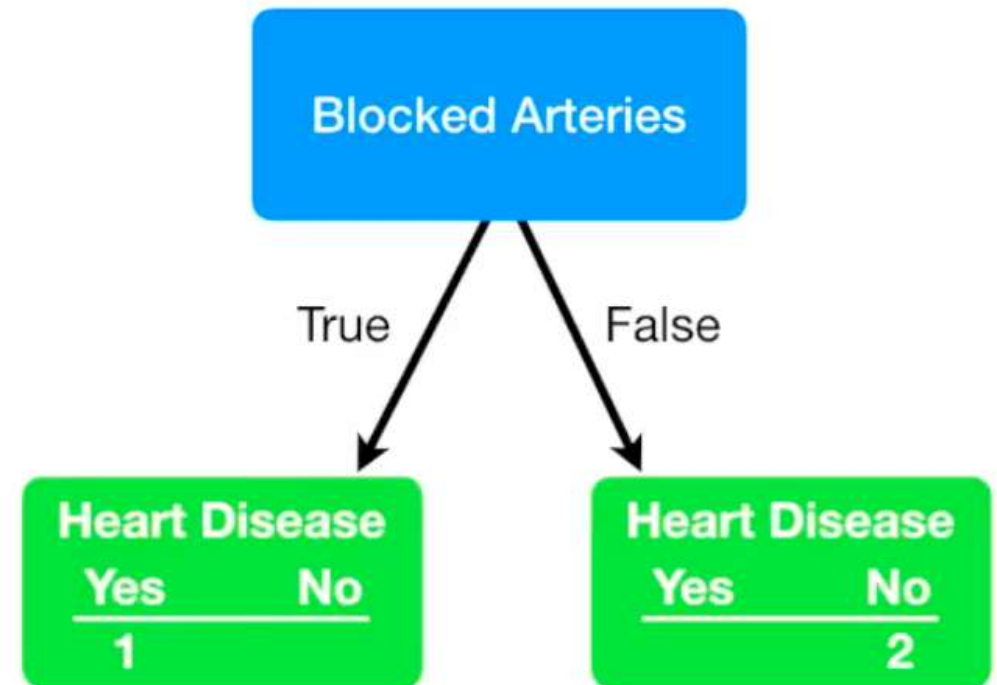 Blocked Arteries
True
False
Heart Disease
Yes No
1
Heart Disease
Yes No
2